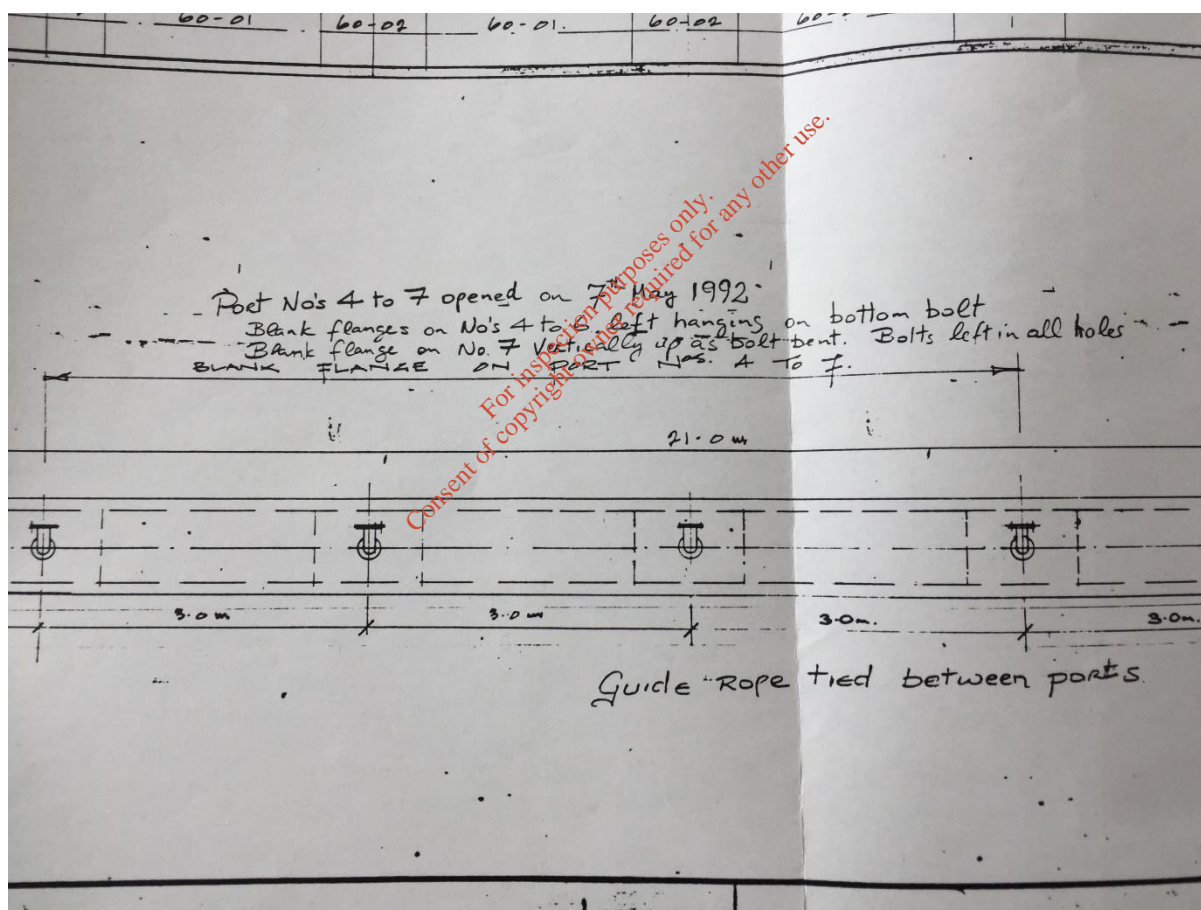 60-01 60-02 60-01. 60-02 60-
Port No's 4 to 7 opened on 7th May 1992
Blank flanges on No's 4 to 6. left hanging on bottom bolt
Blank flange on No. 7 Vertically up as bolt bent. Bolts left in all holes
BLANK FLANGE ON PORT Nos. 4 TO 7.
21.0 m
3.0 m 3.0 m 3.0m. 3.0m.
Guide Rope tied between ports.
For inspection purposes only.
Consent of copyright owner required for any other use.